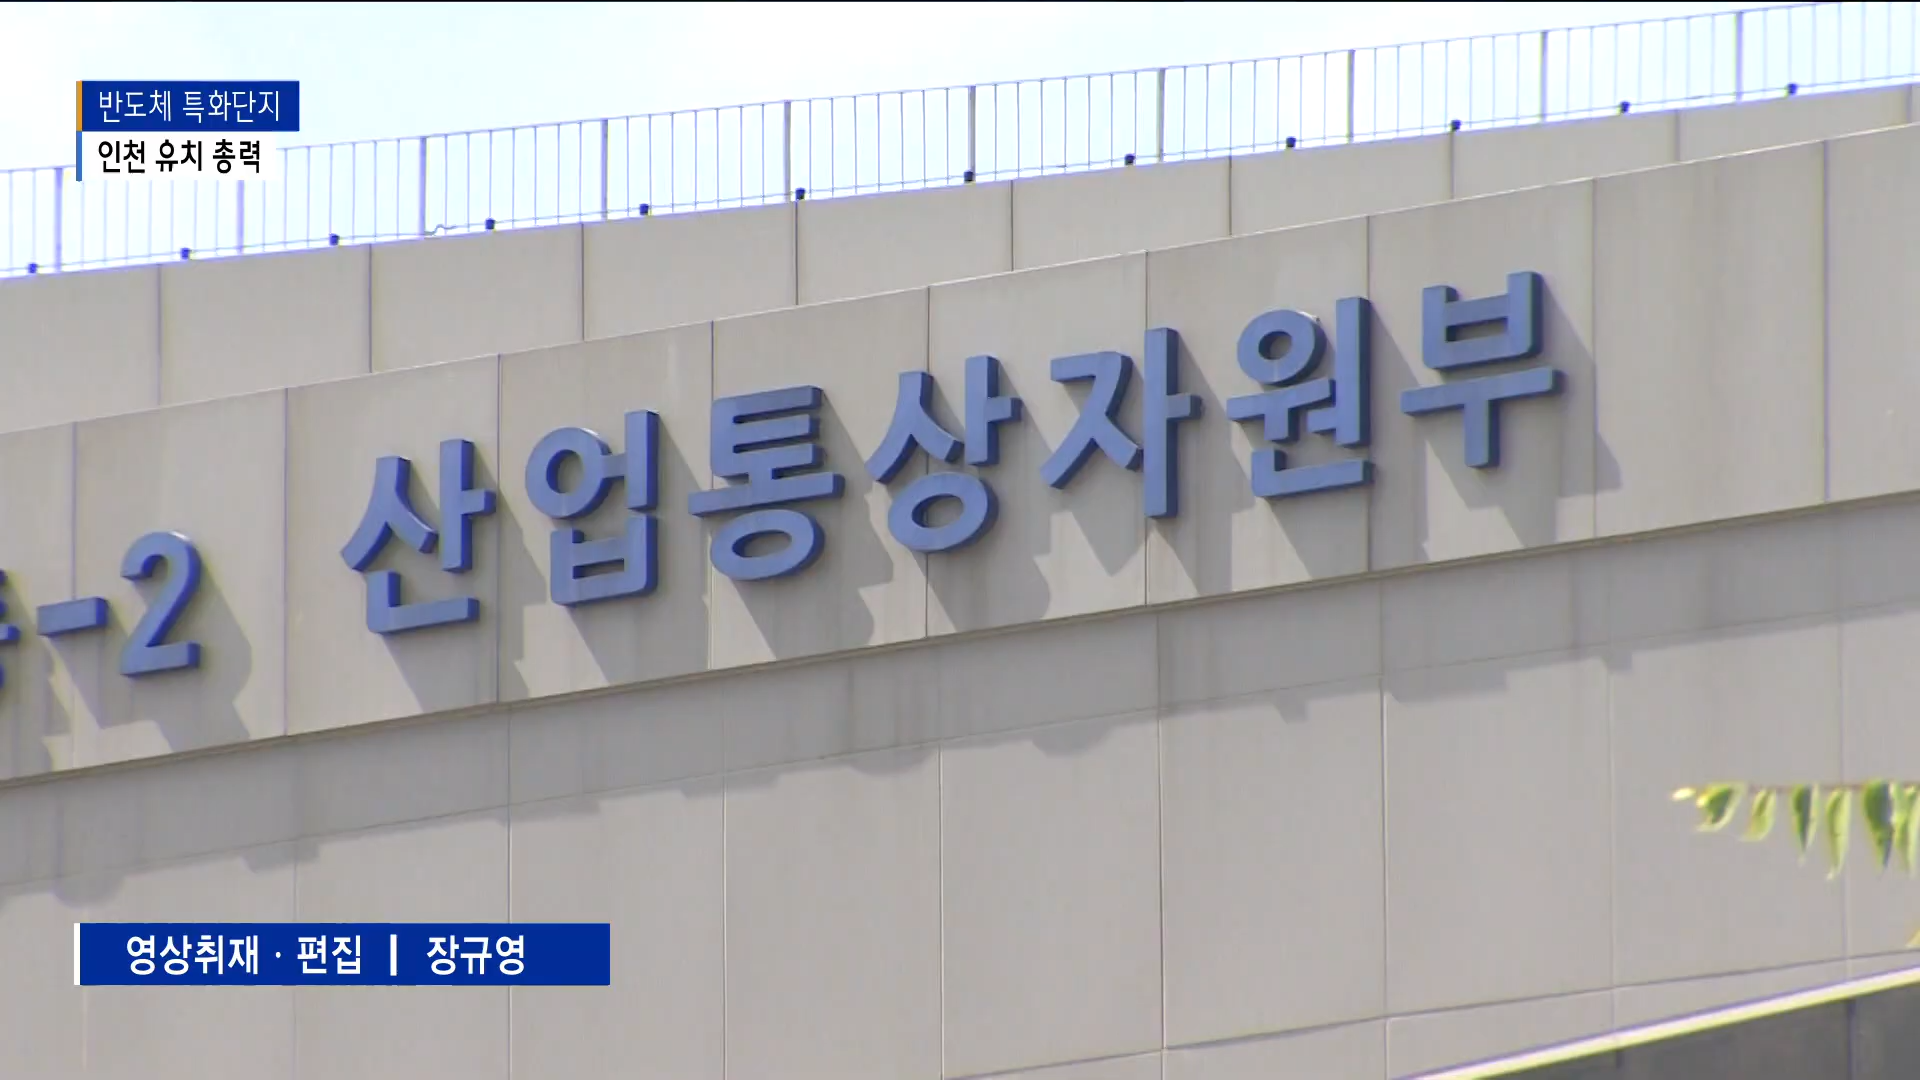 반도체 특화단지
인천 유치 총력
-2 산업통상자원부
영상취재·편집 | 장규영